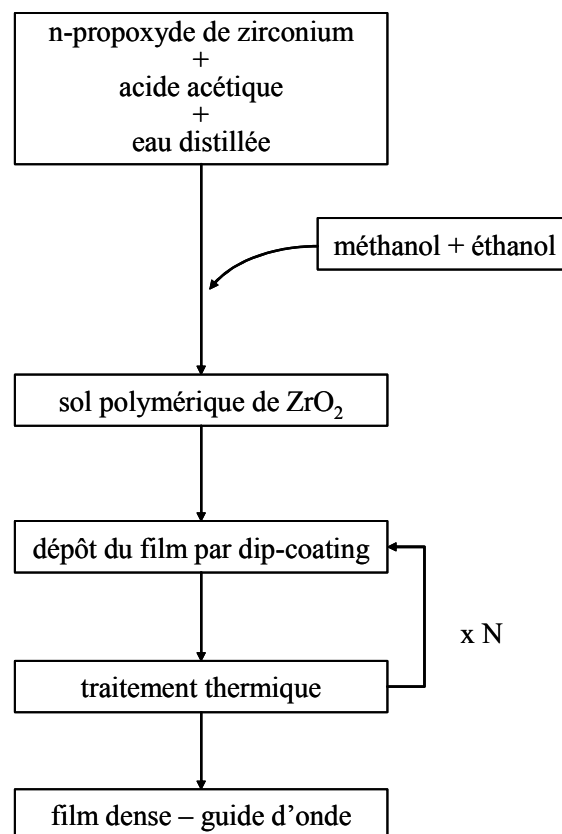 n-propoxyde de zirconium
+
acide acétique
+
eau distillée
méthanol + éthanol
sol polymérique de ZrO₂
dépôt du film par dip-coating
x N
traitement thermique
film dense – guide d’onde